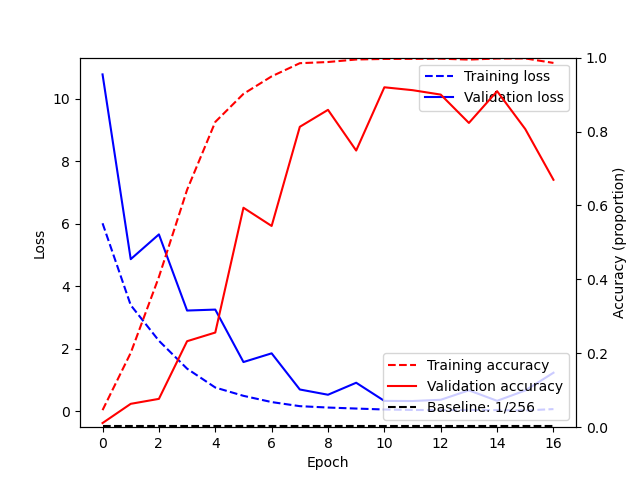 Training loss
Validation loss
Training accuracy
Validation accuracy
Baseline: 1/256
Loss
10
8
6
4
2
0
Accuracy (proportion)
1.0
0.8
0.6
0.4
0.2
0.0
0 2 4 6 8 10 12 14 16
Epoch